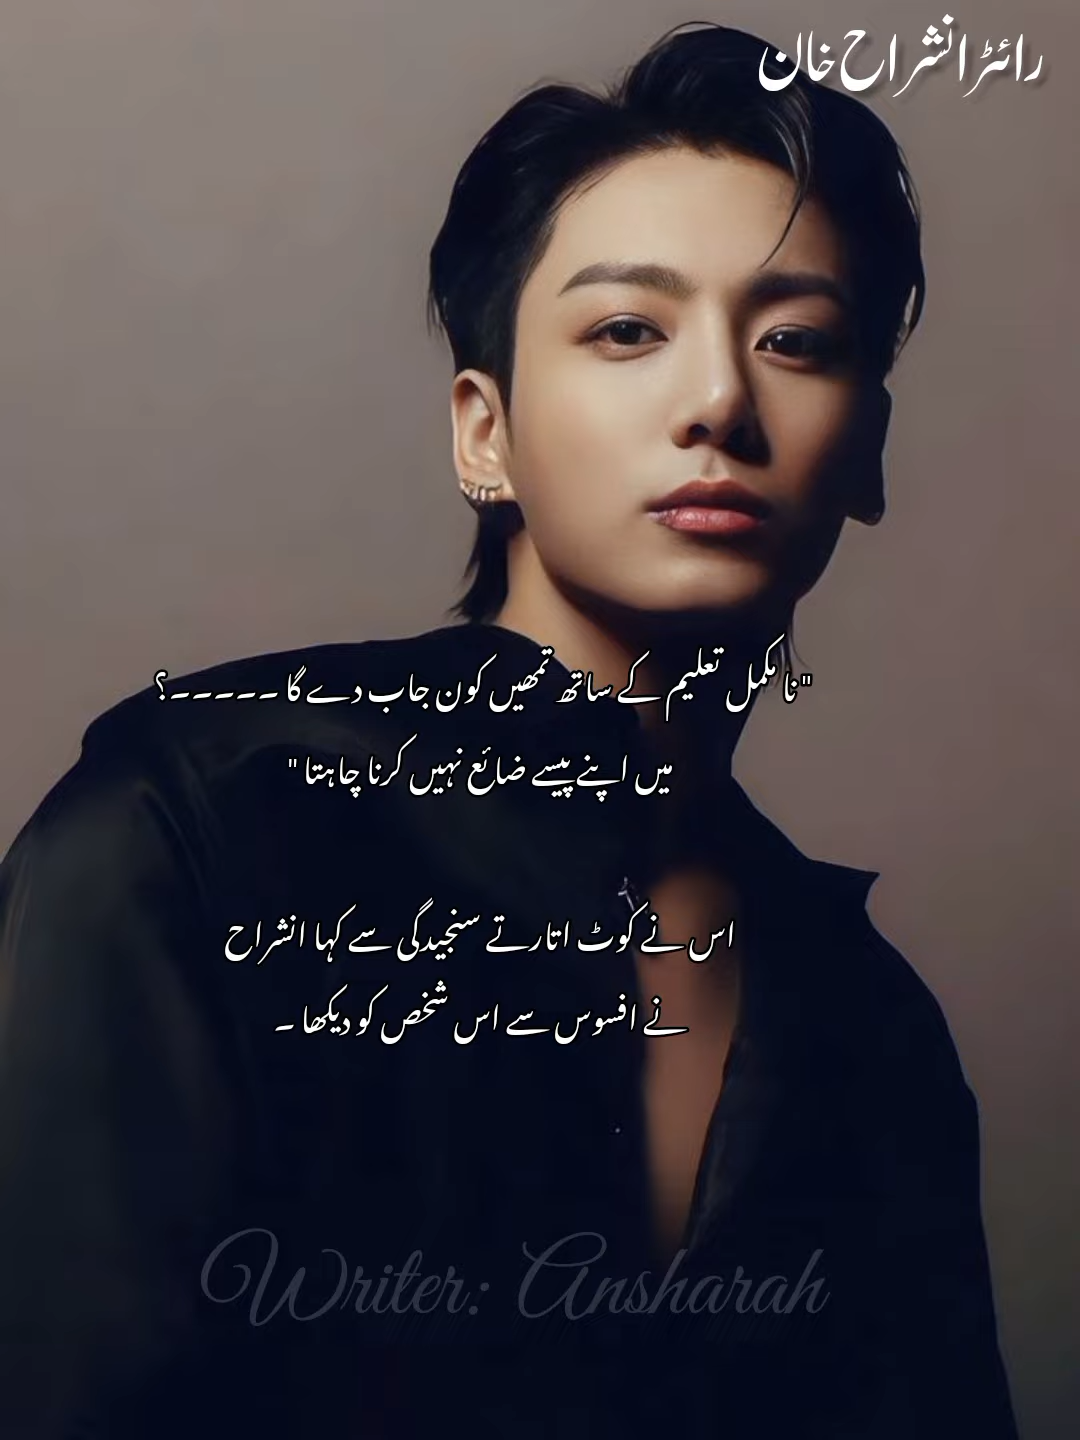 رائٹر انشراح خان
"نا مکمل تعلیم کے ساتھ تمھیں کون جاب دے گا ۔۔۔۔۔؟
میں اپنے پیسے ضائع نہیں کرنا چاہتا"
اس نے کوٹ اتارتے سنجیدگی سے کہا انشراح
نے افسوس سے اس شخص کو دیکھا ۔
Writer: Ansharah